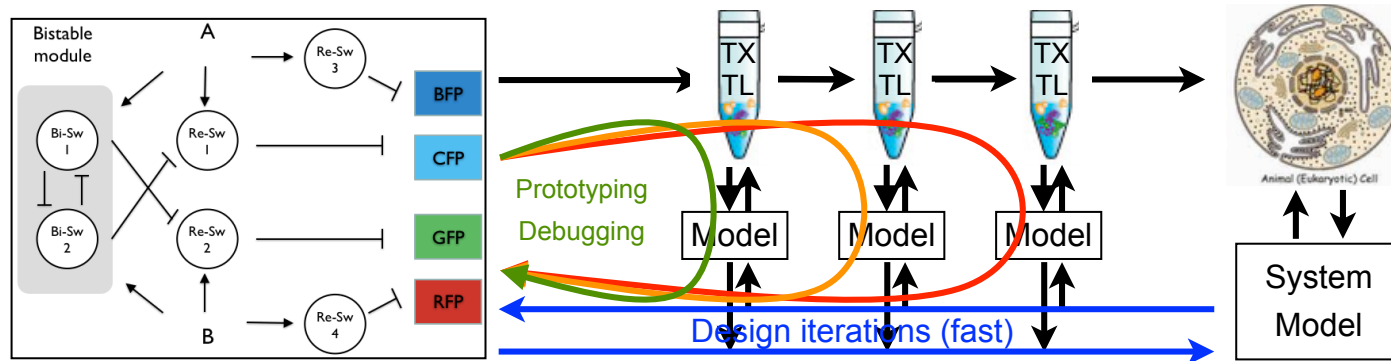 Bistable
module
A
Re-Sw
3
BFP
Bi-Sw
1
Re-Sw
1
CFP
Bi-Sw
2
Re-Sw
2
GFP
RFP
Re-Sw
4
B
TX
TL
TX
TL
TX
TL
Prototyping
Debugging
Model
Model
Model
Design iterations (fast)
Animal (Eukaryotic) Cell
System
Model